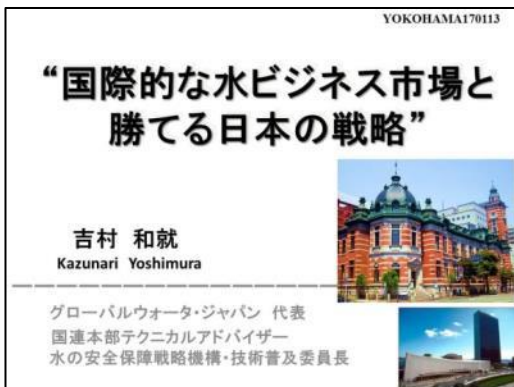 YOKOHAMA170113
“国際的な水ビジネス市場と
勝てる日本の戦略”
吉村　和就
Kazunari Yoshimura
グローバルウォータ・ジャパン 代表
国連本部テクニカルアドバイザー
水の安全保障戦略機構・技術普及委員長